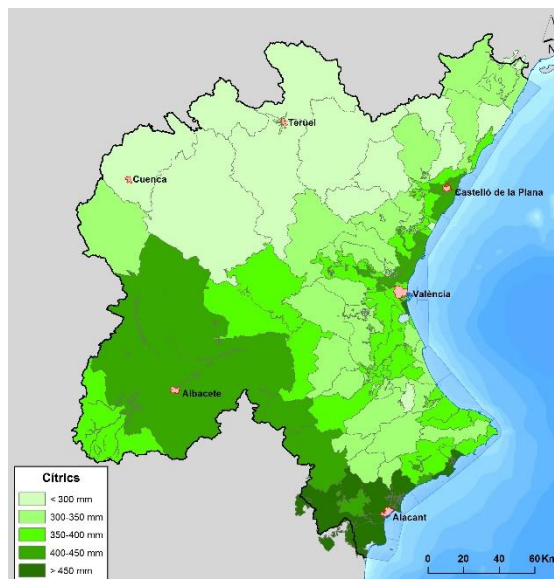 N
Teruel
Cuenca
Castelló de la Plana
València
Albacete
Alacant
Cítrics
< 300 mm
300-350 mm
350-400 mm
400-450 mm
> 450 mm
0 20 40 60 Km